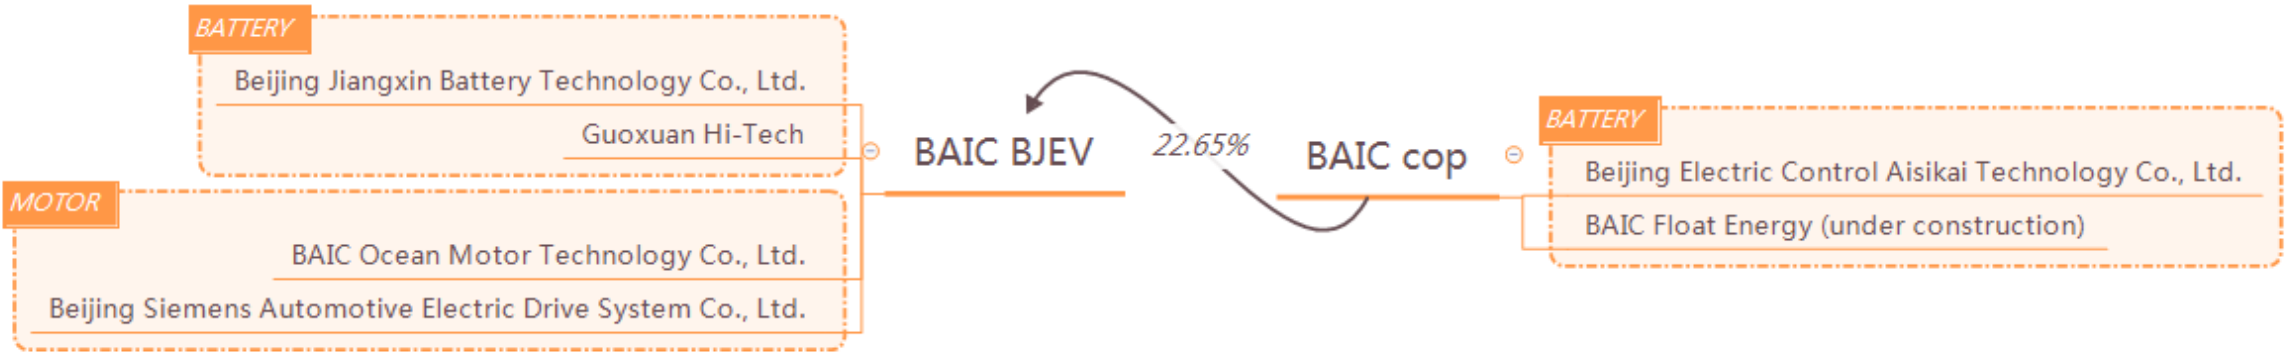 BATTERY
Beijing Jiangxin Battery Technology Co., Ltd.
Guoxuan Hi-Tech
MOTOR
BAIC Ocean Motor Technology Co., Ltd.
Beijing Siemens Automotive Electric Drive System Co., Ltd.
BAIC BJEV
22.65%
BAIC cop
BATTERY
Beijing Electric Control Aisikai Technology Co., Ltd.
BAIC Float Energy (under construction)